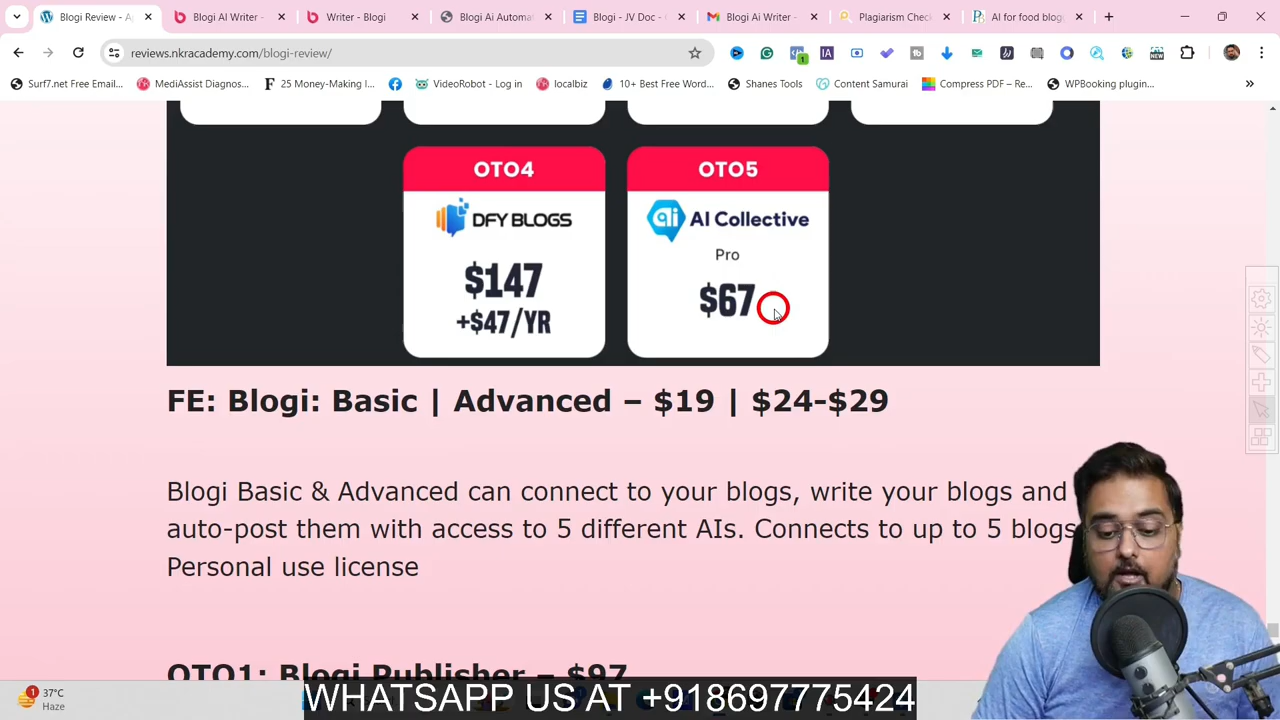 Blogi Review - A
Blogi AI Writer -
Writer - Blogi
Blogi Ai Automat
Blogi - JV Doc - G
Blogi Ai Writer -
Plagiarism Check
AI for food blog
reviews.nkracademy.com/blogi-review/
Surf7.net Free Email...
MediAssist Diagnos...
25 Money-Making I...
VideoRobot - Log in
localbiz
10+ Best Free Word...
Shanes Tools
Content Samurai
Compress PDF – Re...
WPBooking plugin...
OTO4
OTO5
DFY BLOGS
AI Collective
Pro
$147
$67
+$47/YR
FE: Blogi: Basic | Advanced – $19 | $24-$29
Blogi Basic & Advanced can connect to your blogs, write your blogs and
auto-post them with access to 5 different AIs. Connects to up to 5 blogs
Personal use license
OTO1: Blogi Publisher – $97
37°C
Haze
WHATSAPP US AT +918697775424